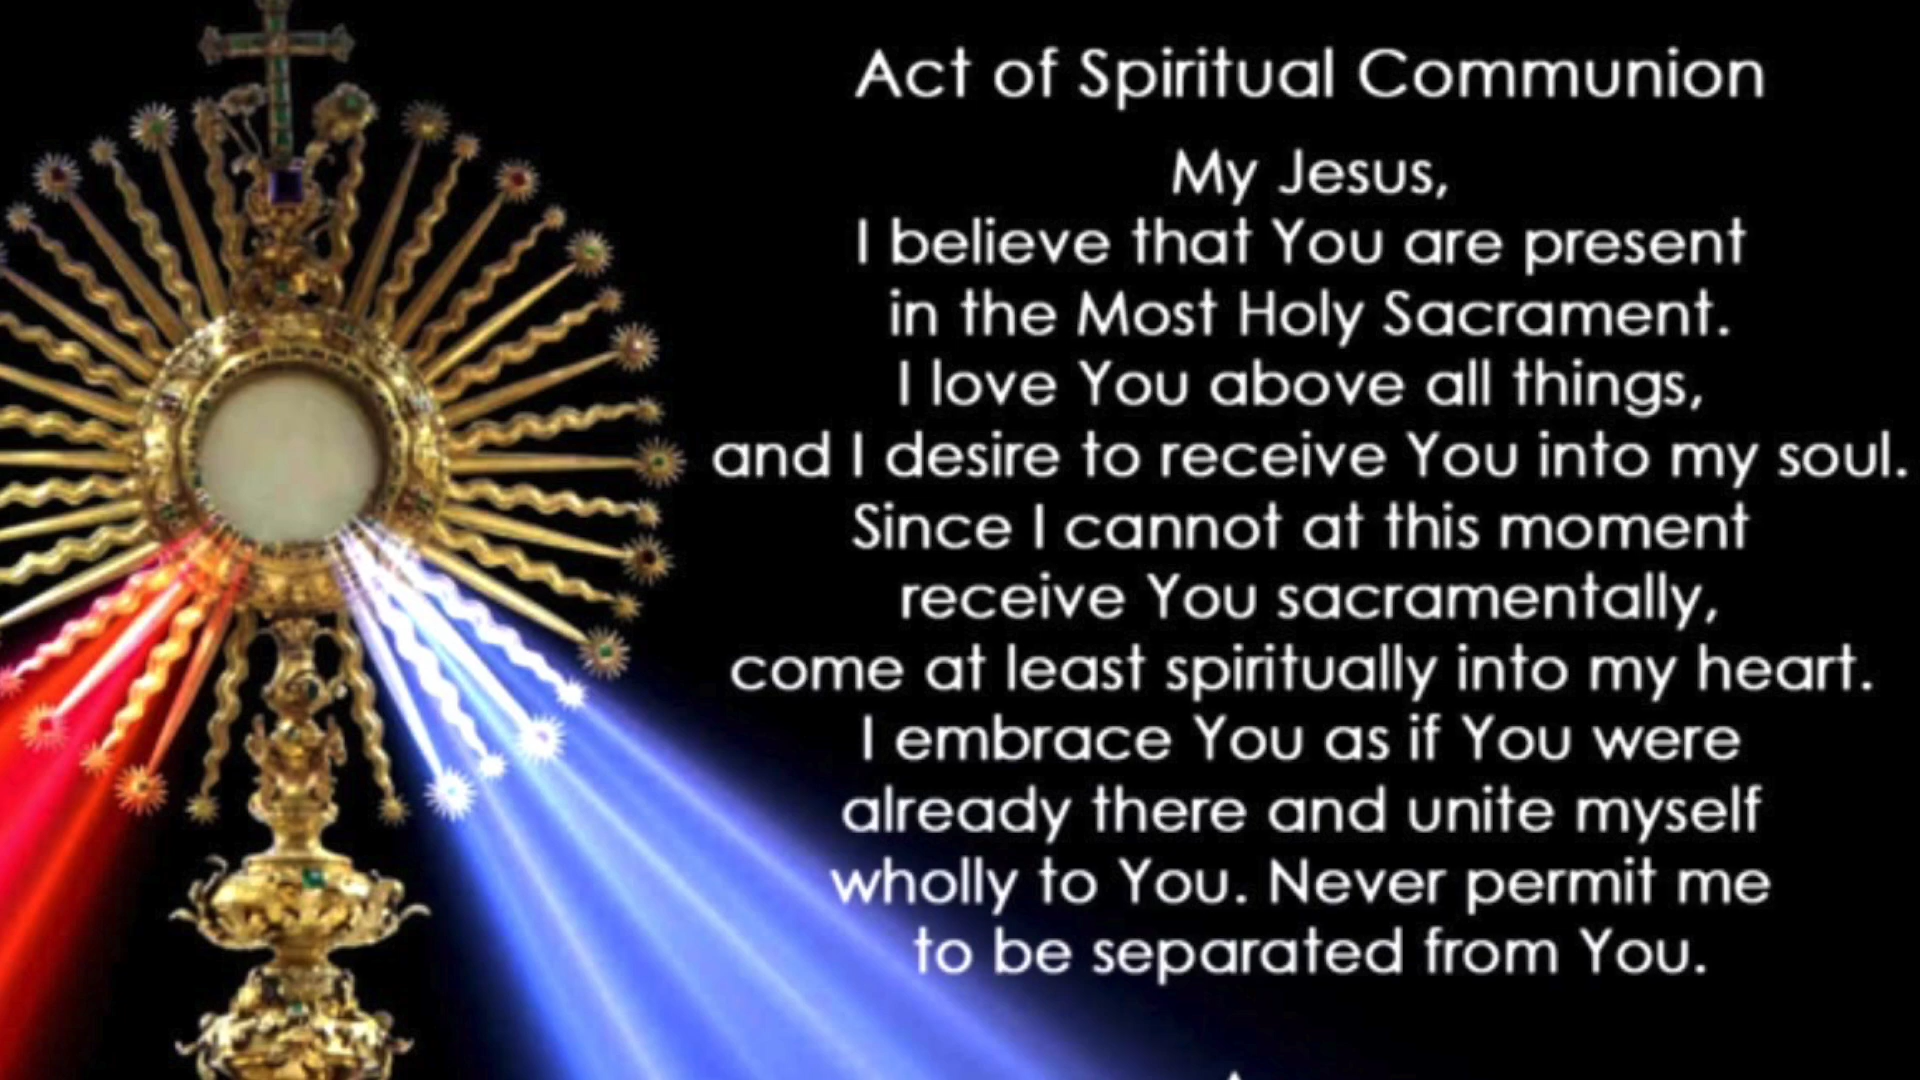 Act of Spiritual Communion
My Jesus,
I believe that You are present
in the Most Holy Sacrament.
I love You above all things,
and I desire to receive You into my soul.
Since I cannot at this moment
receive You sacramentally,
come at least spiritually into my heart.
I embrace You as if You were
already there and unite myself
wholly to You. Never permit me
to be separated from You.